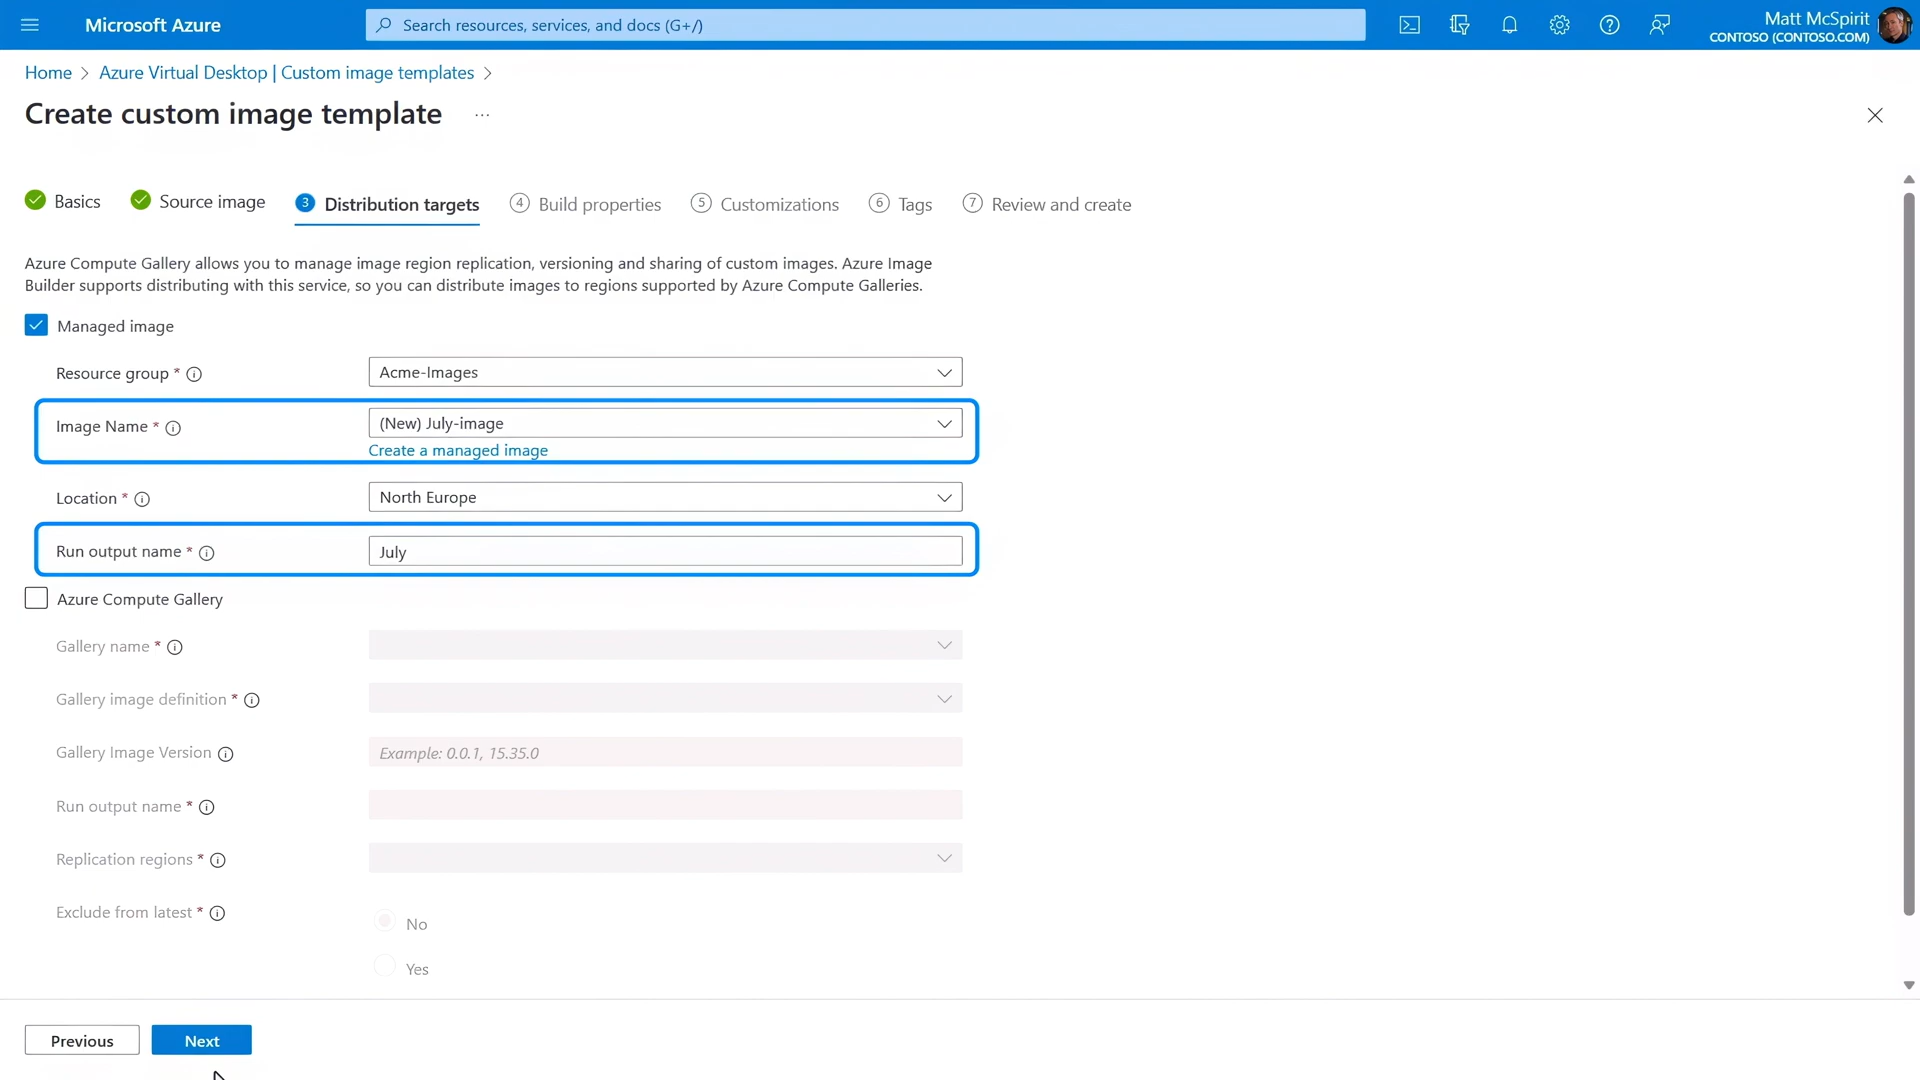 Microsoft Azure
Search resources, services, and docs (G+/)
Matt McSpirit
CONTOSO (CONTOSO.COM)
Home > Azure Virtual Desktop | Custom image templates >
Create custom image template ...
Basics
Source image
3 Distribution targets
4 Build properties
5 Customizations
6 Tags
7 Review and create
Azure Compute Gallery allows you to manage image region replication, versioning and sharing of custom images. Azure Image
Builder supports distributing with this service, so you can distribute images to regions supported by Azure Compute Galleries.
Managed image
Resource group *
Acme-Images
Image Name *
(New) July-image
Create a managed image
Location *
North Europe
Run output name *
July
Azure Compute Gallery
Gallery name *
Gallery image definition *
Gallery Image Version
Example: 0.0.1, 15.35.0
Run output name *
Replication regions *
Exclude from latest *
No
Yes
Previous
Next